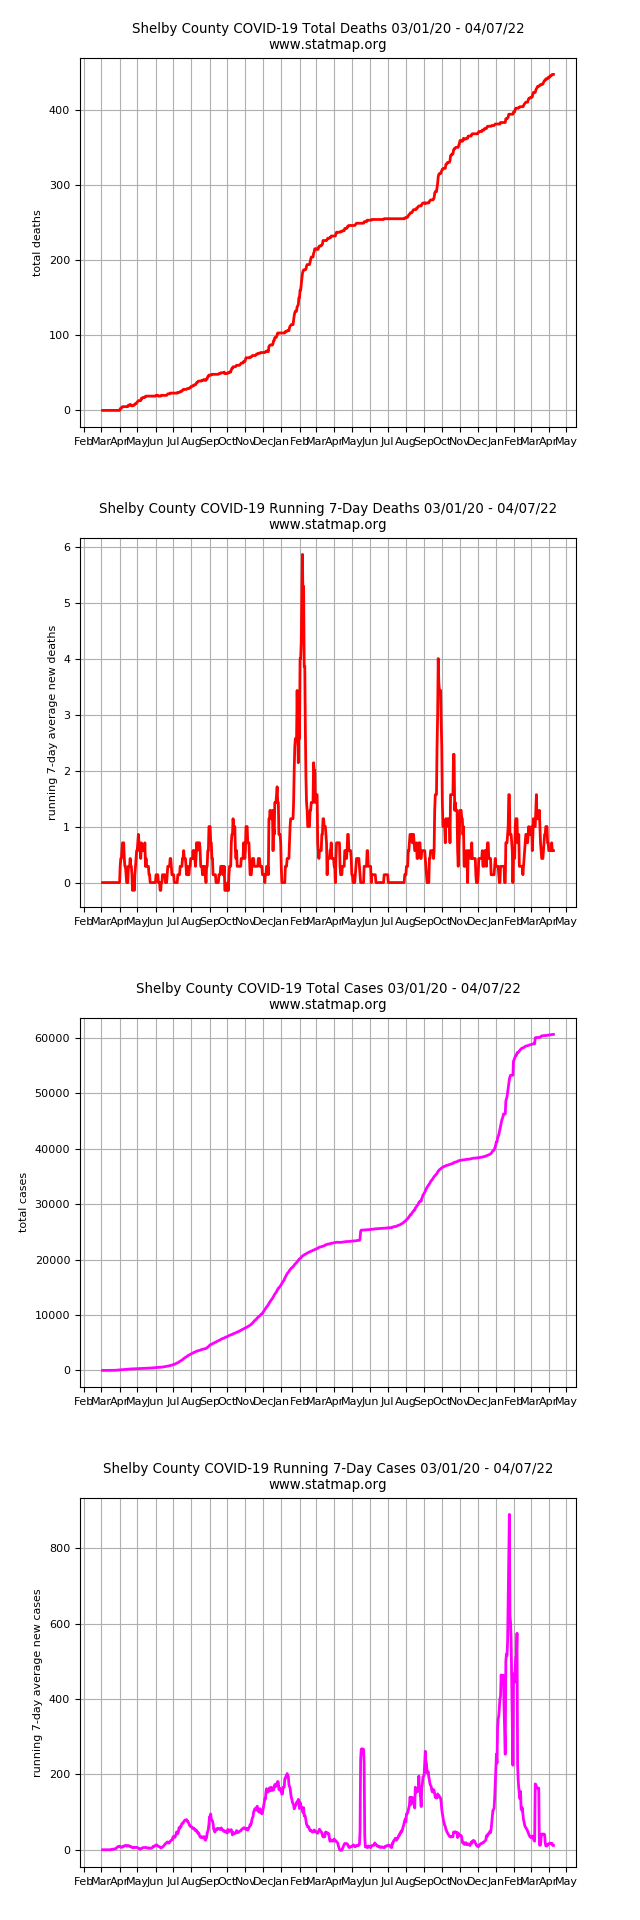 Shelby County COVID-19 Total Deaths 03/01/20 - 04/07/22
www.statmap.org
total deaths
400
300
200
100
0
Feb Mar Apr May Jun Jul Aug Sep Oct Nov Dec Jan Feb Mar Apr May Jun Jul Aug Sep Oct Nov Dec Jan Feb Mar Apr May
Shelby County COVID-19 Running 7-Day Deaths 03/01/20 - 04/07/22
www.statmap.org
running 7-day average new deaths
6
5
4
3
2
1
0
Feb Mar Apr May Jun Jul Aug Sep Oct Nov Dec Jan Feb Mar Apr May Jun Jul Aug Sep Oct Nov Dec Jan Feb Mar Apr May
Shelby County COVID-19 Total Cases 03/01/20 - 04/07/22
www.statmap.org
total cases
60000
50000
40000
30000
20000
10000
0
Feb Mar Apr May Jun Jul Aug Sep Oct Nov Dec Jan Feb Mar Apr May Jun Jul Aug Sep Oct Nov Dec Jan Feb Mar Apr May
Shelby County COVID-19 Running 7-Day Cases 03/01/20 - 04/07/22
www.statmap.org
running 7-day average new cases
800
600
400
200
0
Feb Mar Apr May Jun Jul Aug Sep Oct Nov Dec Jan Feb Mar Apr May Jun Jul Aug Sep Oct Nov Dec Jan Feb Mar Apr May